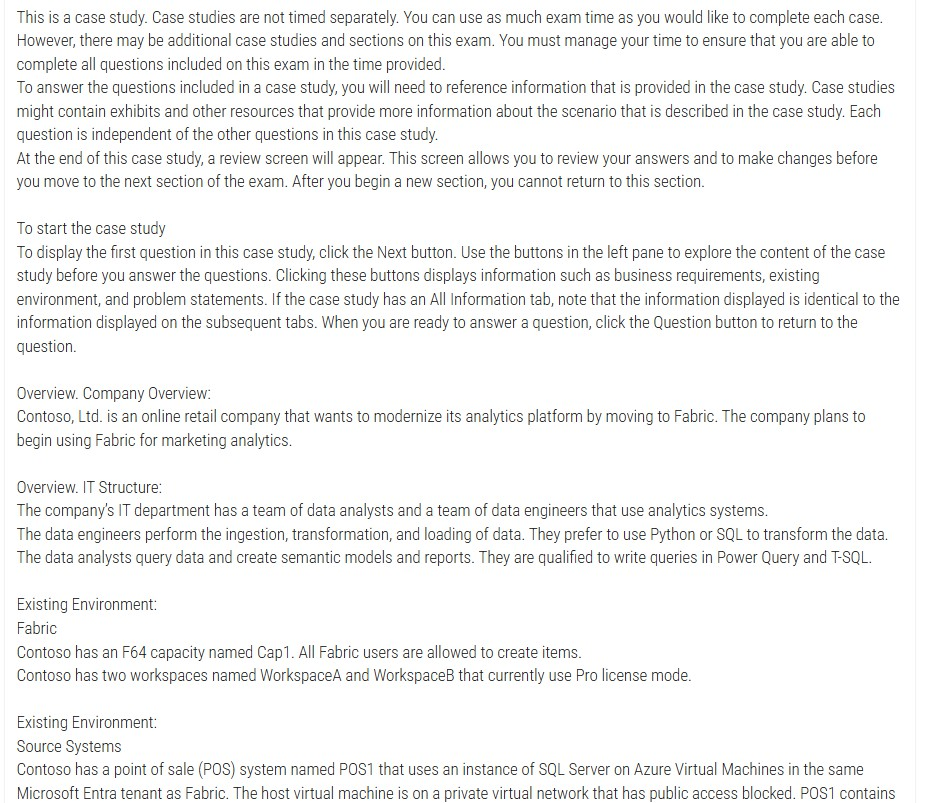 This is a case study. Case studies are not timed separately. You can use as much exam time as you would like to complete each case.
However, there may be additional case studies and sections on this exam. You must manage your time to ensure that you are able to
complete all questions included on this exam in the time provided.
To answer the questions included in a case study, you will need to reference information that is provided in the case study. Case studies
might contain exhibits and other resources that provide more information about the scenario that is described in the case study. Each
question is independent of the other questions in this case study.
At the end of this case study, a review screen will appear. This screen allows you to review your answers and to make changes before
you move to the next section of the exam. After you begin a new section, you cannot return to this section.
To start the case study
To display the first question in this case study, click the Next button. Use the buttons in the left pane to explore the content of the case
study before you answer the questions. Clicking these buttons displays information such as business requirements, existing
environment, and problem statements. If the case study has an All Information tab, note that the information displayed is identical to the
information displayed on the subsequent tabs. When you are ready to answer a question, click the Question button to return to the
question.
Overview. Company Overview:
Contoso, Ltd. is an online retail company that wants to modernize its analytics platform by moving to Fabric. The company plans to
begin using Fabric for marketing analytics.
Overview. IT Structure:
The company's IT department has a team of data analysts and a team of data engineers that use analytics systems.
The data engineers perform the ingestion, transformation, and loading of data. They prefer to use Python or SQL to transform the data.
The data analysts query data and create semantic models and reports. They are qualified to write queries in Power Query and T-SQL.
Existing Environment:
Fabric
Contoso has an F64 capacity named Cap1. All Fabric users are allowed to create items.
Contoso has two workspaces named WorkspaceA and WorkspaceB that currently use Pro license mode.
Existing Environment:
Source Systems
Contoso has a point of sale (POS) system named POS1 that uses an instance of SQL Server on Azure Virtual Machines in the same
Microsoft Entra tenant as Fabric. The host virtual machine is on a private virtual network that has public access blocked. POS1 contains